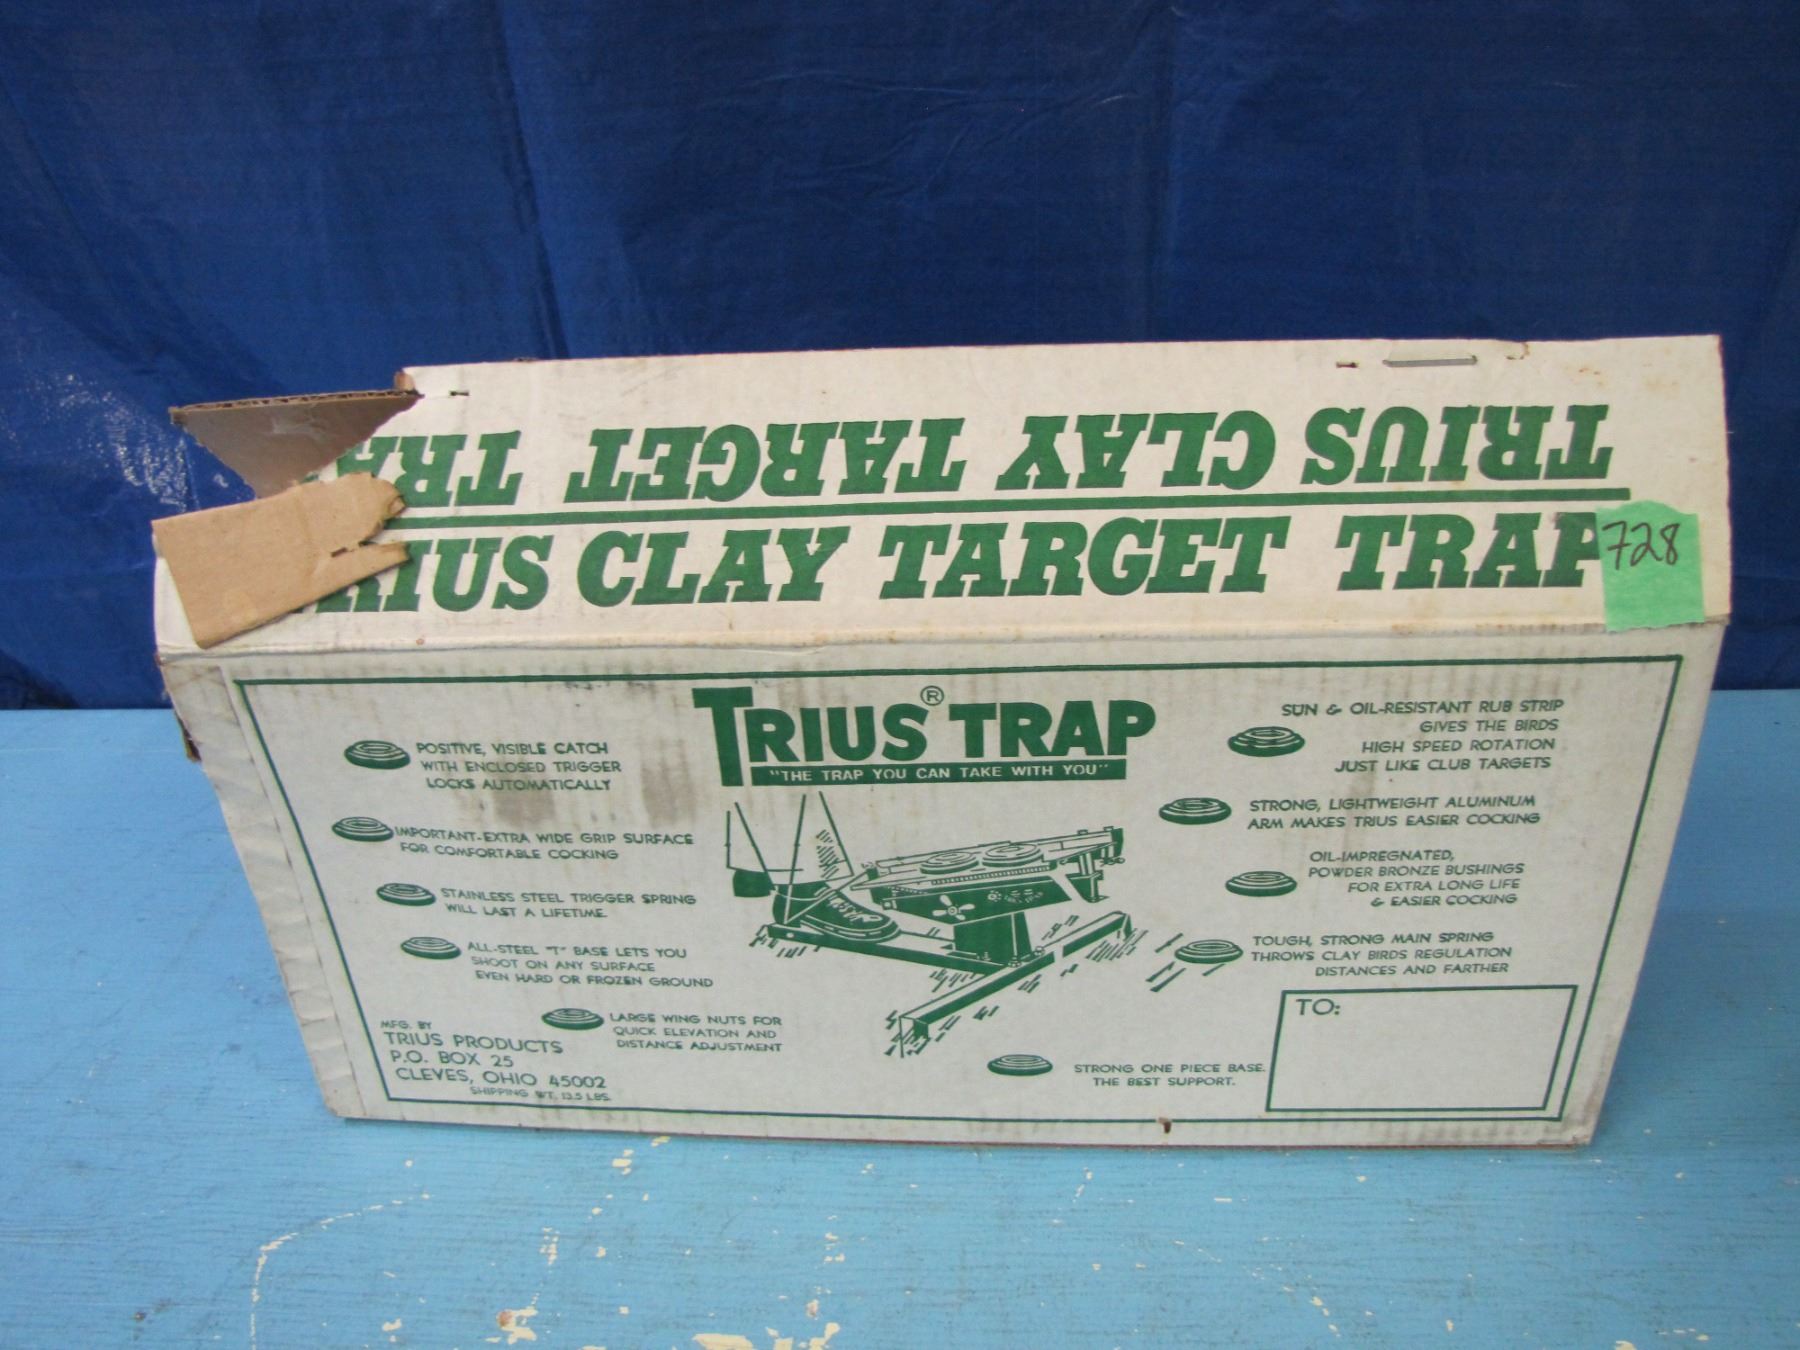 TRIUS CLAY TARGET TRA
RIUS CLAY TARGET TRAP
728
TRIUS® TRAP
"THE TRAP YOU CAN TAKE WITH YOU"
POSITIVE, VISIBLE CATCH
WITH ENCLOSED TRIGGER
LOCKS AUTOMATICALLY
IMPORTANT-EXTRA WIDE GRIP SURFACE
FOR COMFORTABLE COCKING
STAINLESS STEEL TRIGGER SPRING
WILL LAST A LIFETIME.
ALL-STEEL "T" BASE LETS YOU
SHOOT ON ANY SURFACE
EVEN HARD OR FROZEN GROUND
LARGE WING NUTS FOR
QUICK ELEVATION AND
DISTANCE ADJUSTMENT
MFG. BY
TRIUS PRODUCTS
P.O. BOX 25
CLEVES, OHIO 45002
SHIPPING WT. 13.5 LBS.
SUN & OIL-RESISTANT RUB STRIP
GIVES THE BIRDS
HIGH SPEED ROTATION
JUST LIKE CLUB TARGETS
STRONG, LIGHTWEIGHT ALUMINUM
ARM MAKES TRIUS EASIER COCKING
OIL-IMPREGNATED,
POWDER BRONZE BUSHINGS
FOR EXTRA LONG LIFE
& EASIER COCKING
TOUGH, STRONG MAIN SPRING
THROWS CLAY BIRDS REGULATION
DISTANCES AND FARTHER
STRONG ONE PIECE BASE.
THE BEST SUPPORT.
TO: